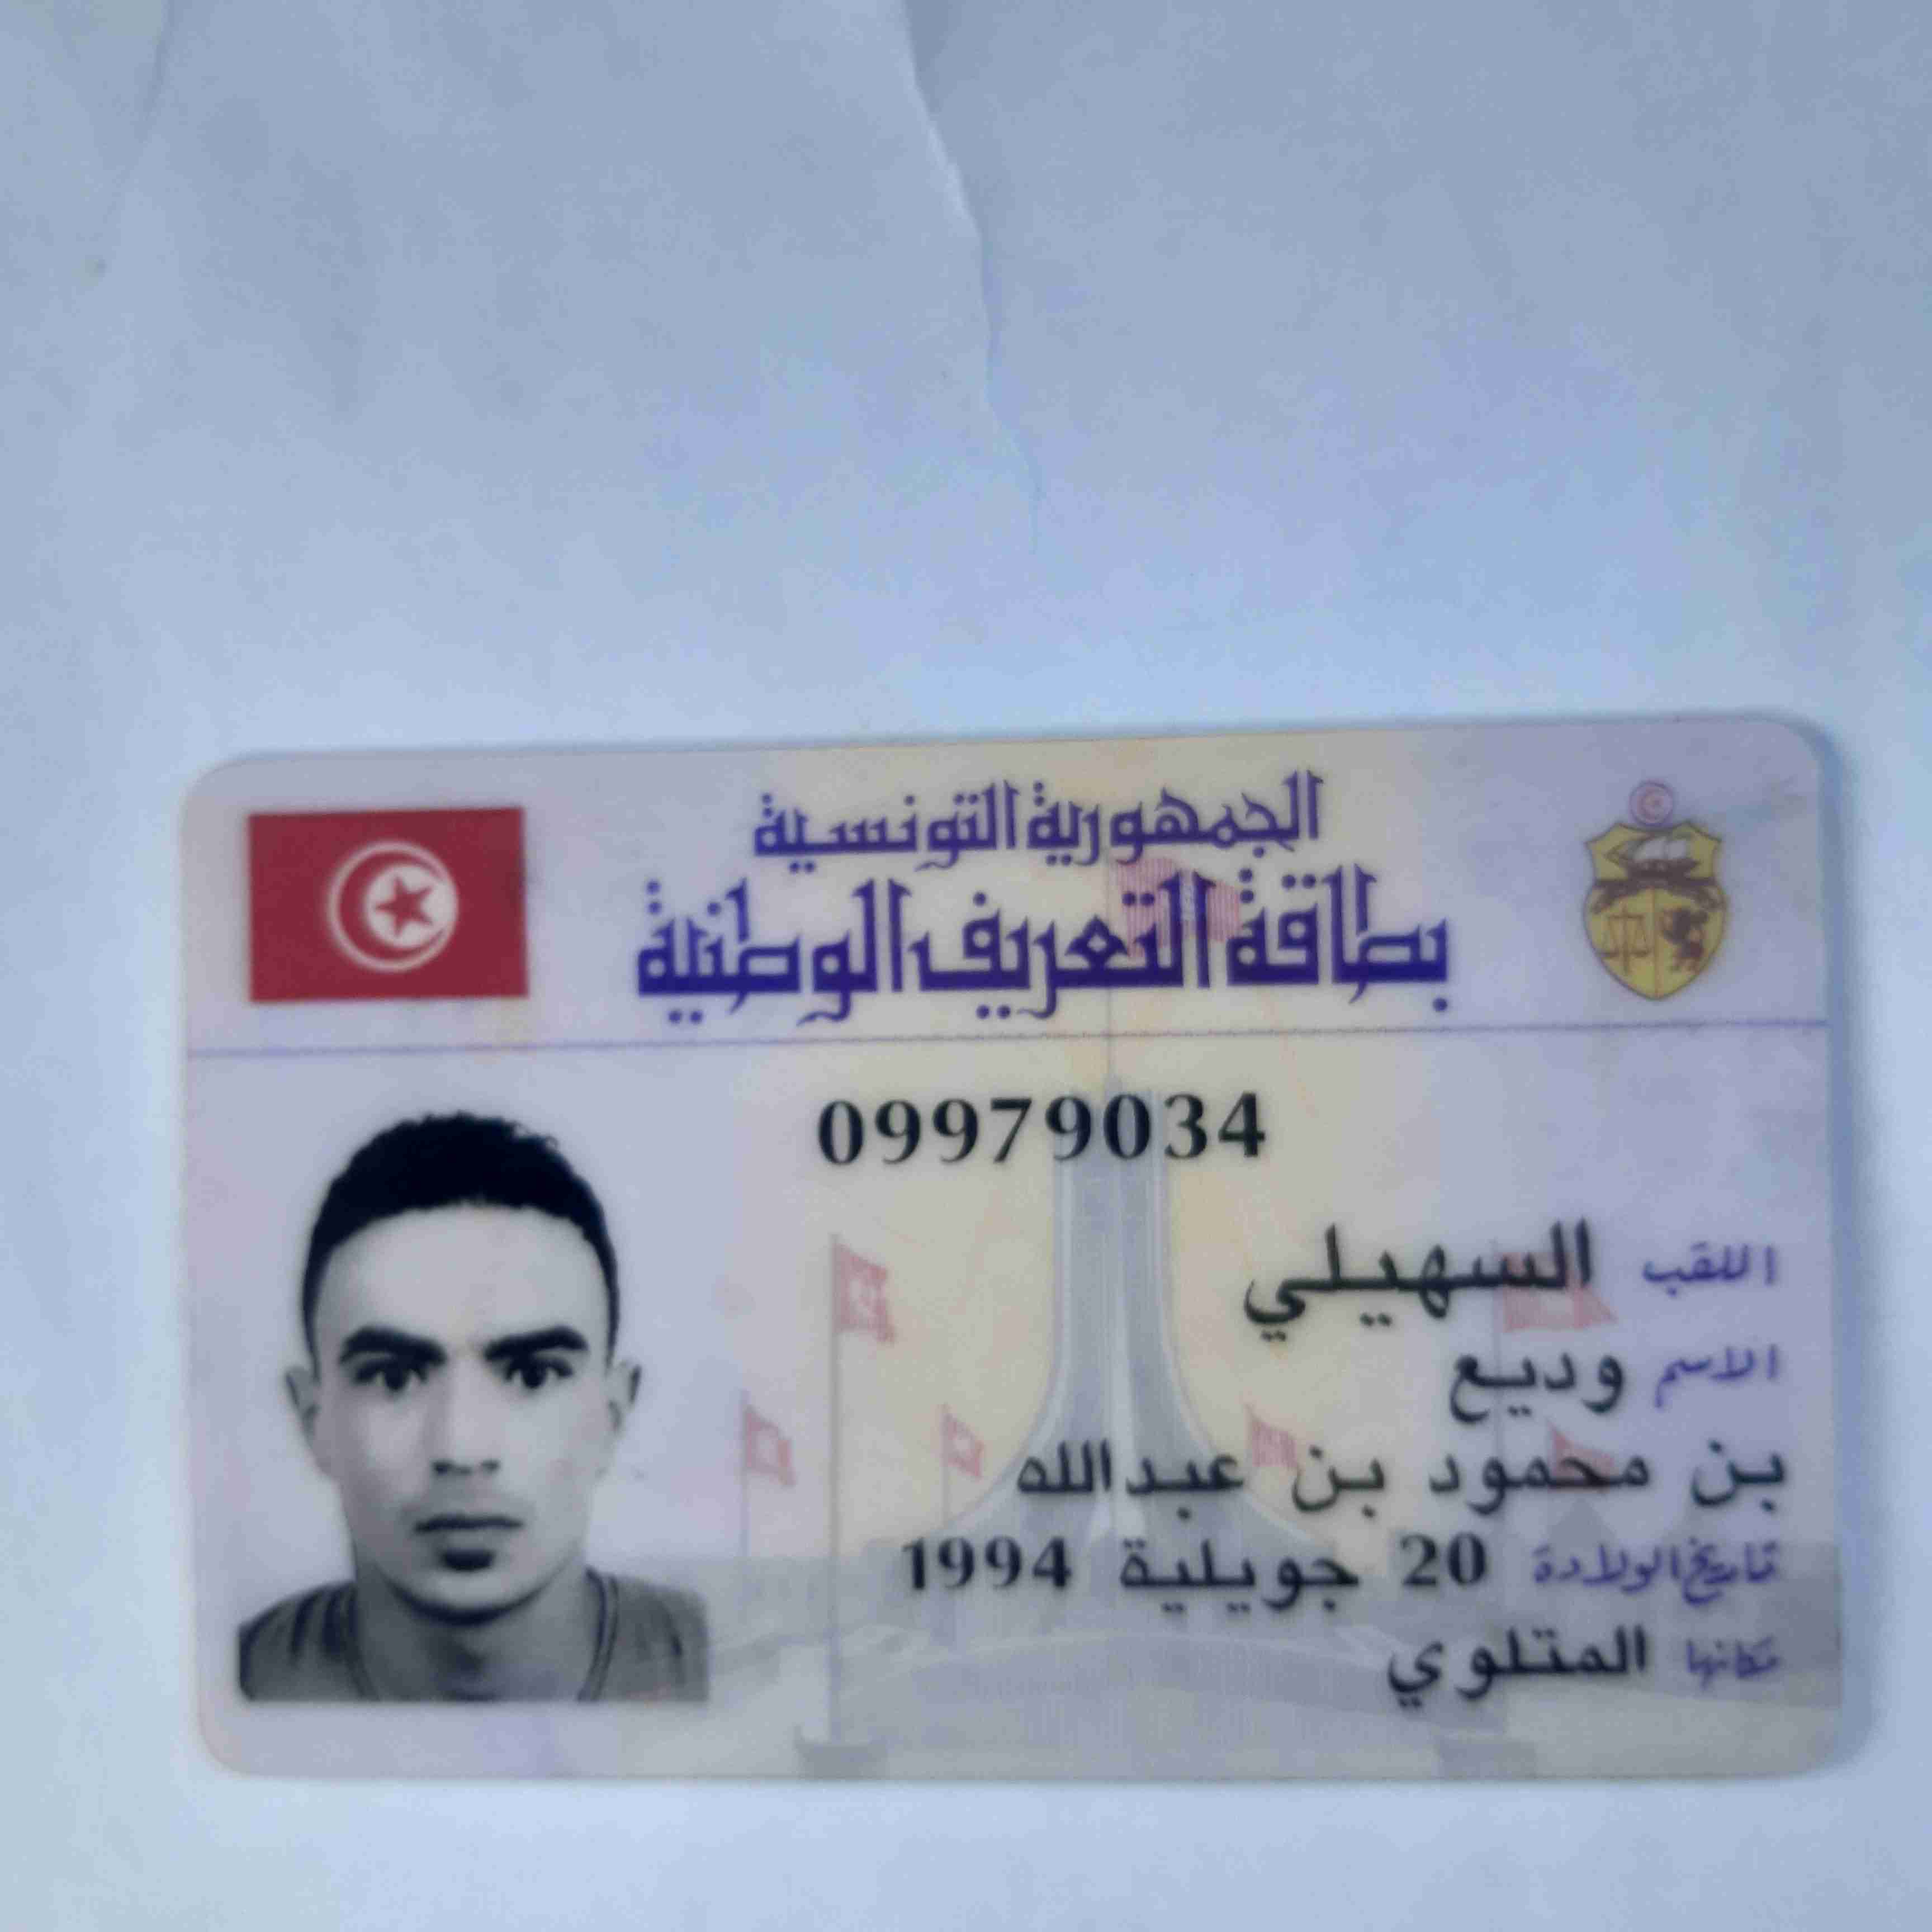 الجمهورية التونسية
بطاقة التعريف الوطنية
09979034
اللقب السهيلي
الاسم وديع
بن محمود بن عبدالله
تاريخ الولادة 20 جويلية 1994
مكانها المتلوي